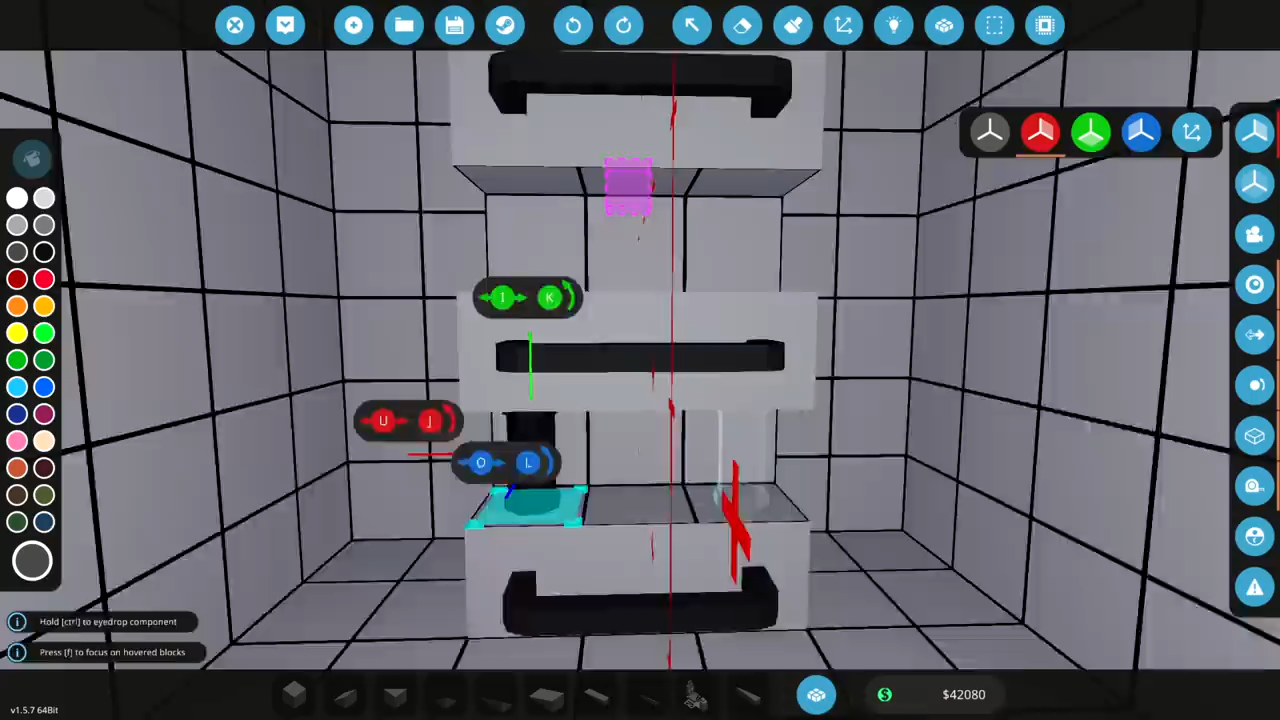 I K
U J
O L
Hold [ctrl] to eyedrop component
Press [f] to focus on hovered blocks
$ $42080
v1.5.7 64Bit